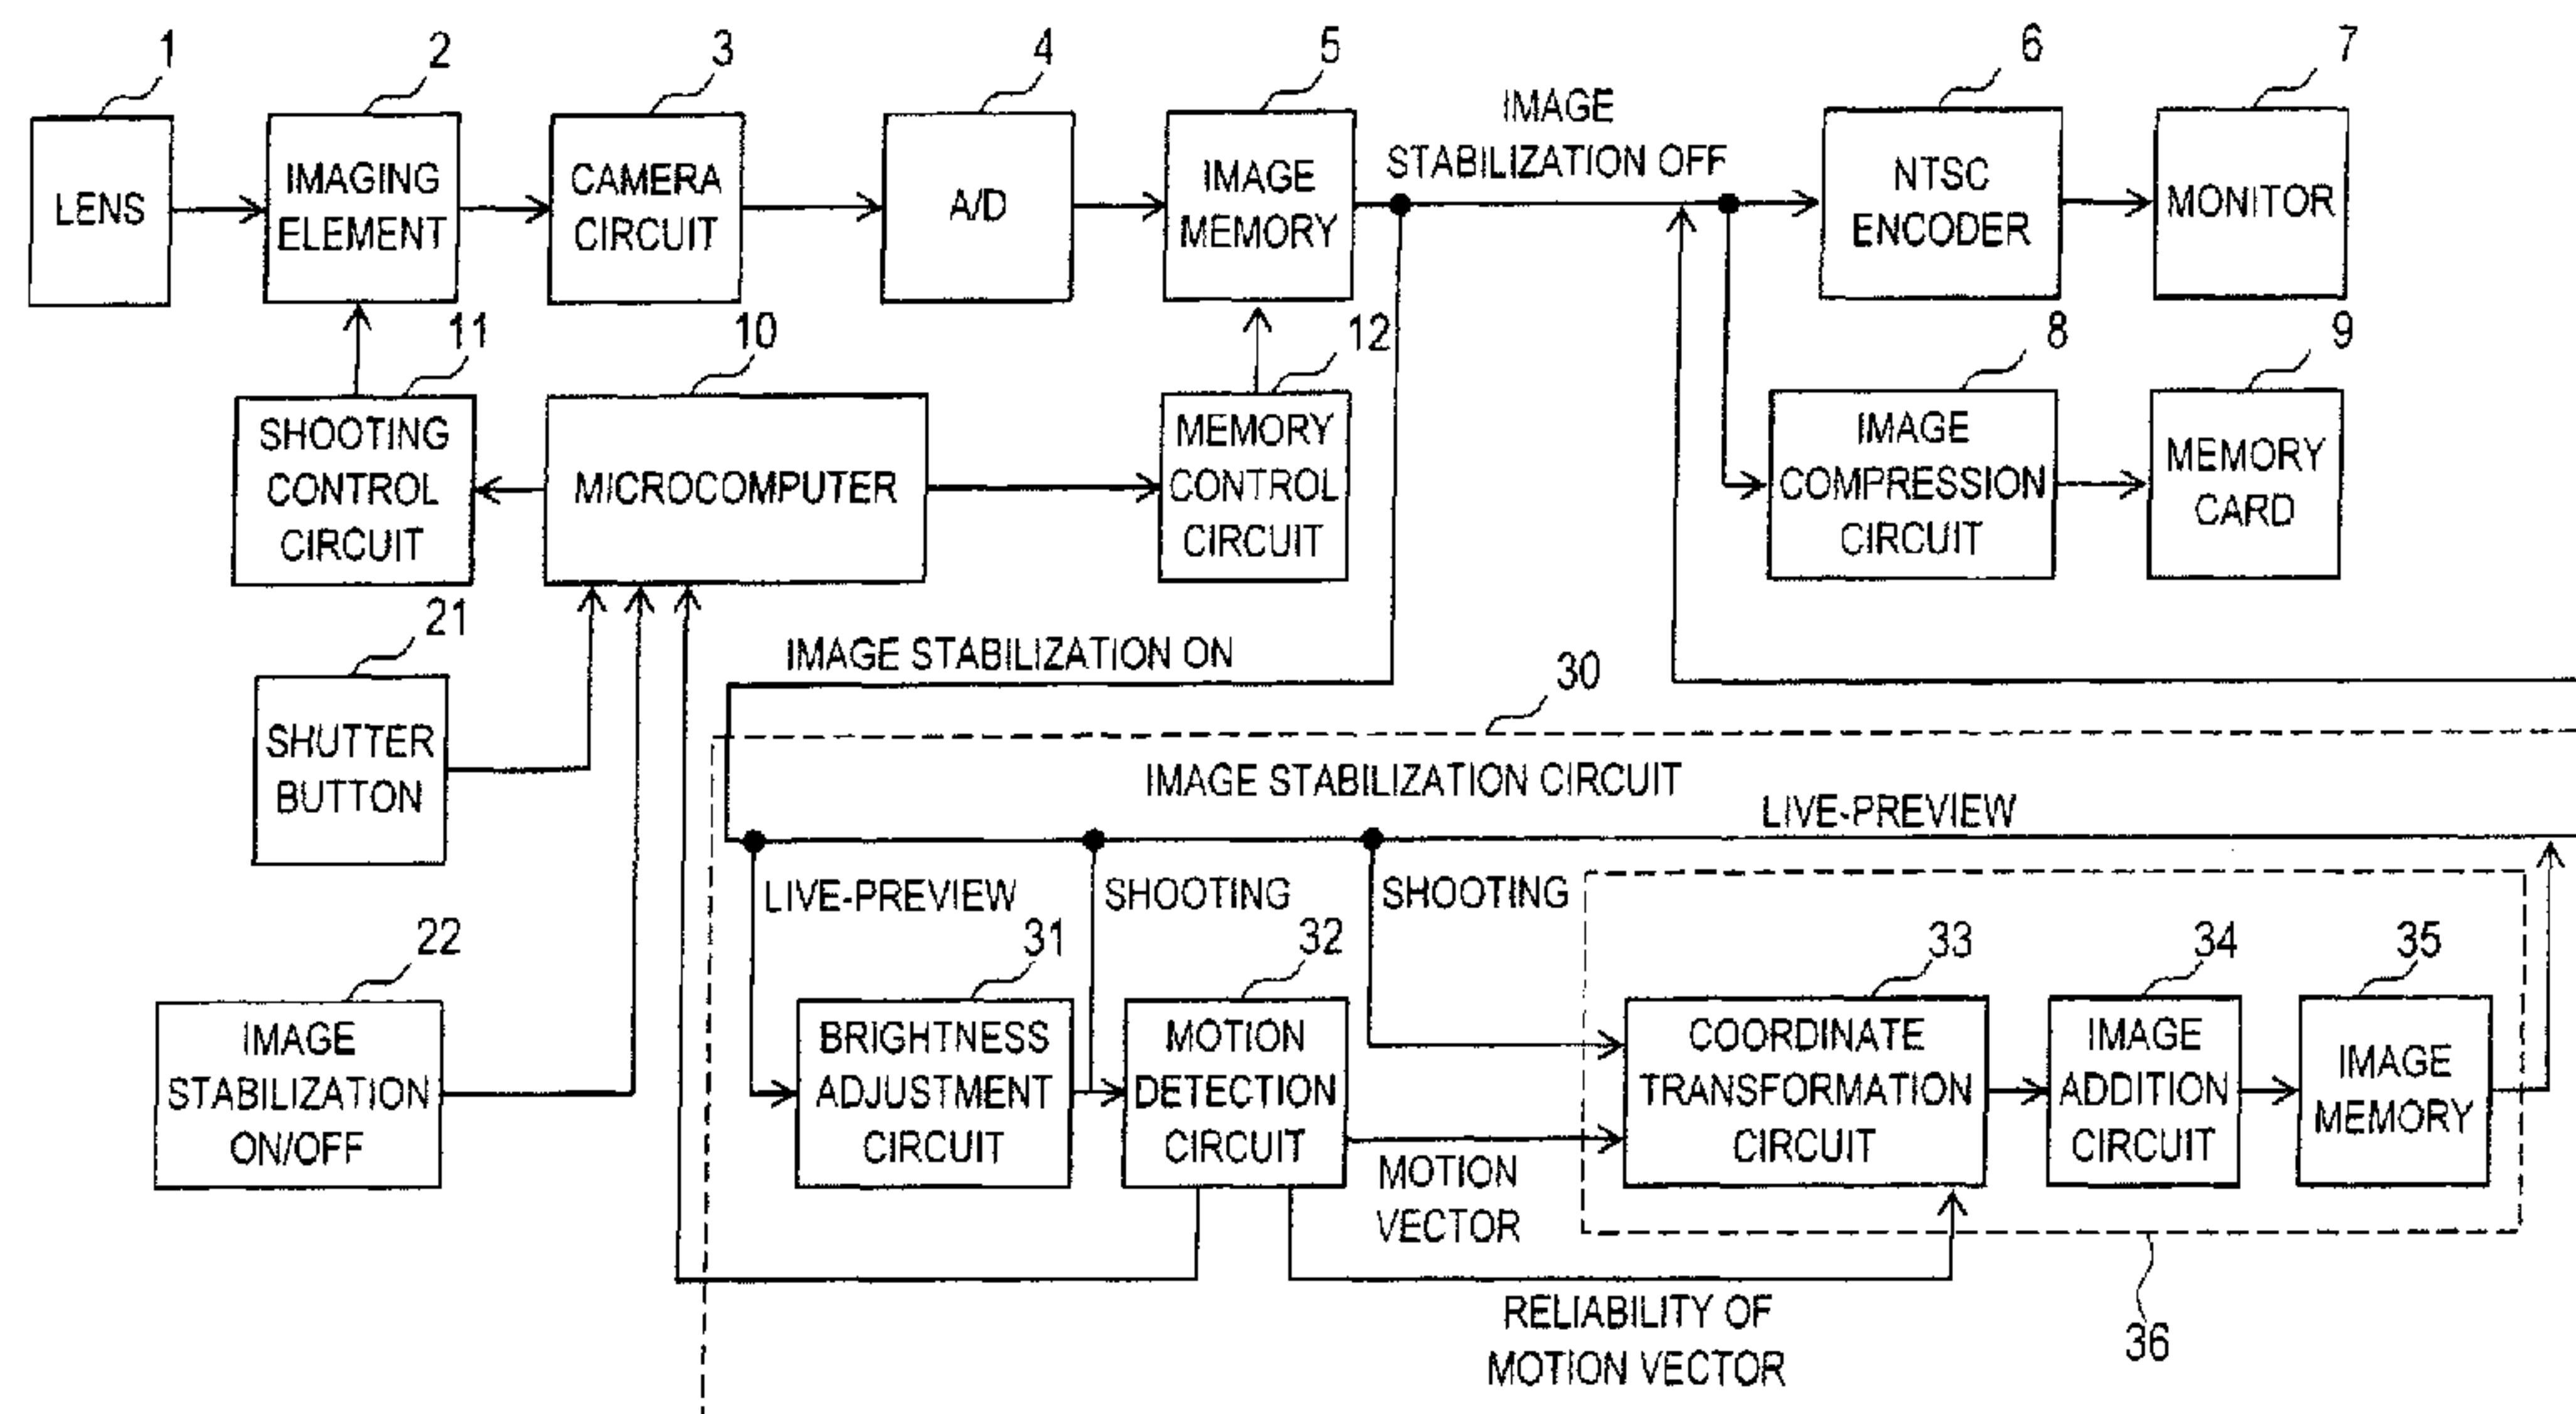 1
2
3
4
5
6
7
LENS
IMAGING
ELEMENT
CAMERA
CIRCUIT
A/D
IMAGE
MEMORY
IMAGE
STABILIZATION OFF
NTSC
ENCODER
MONITOR
11
10
12
8
9
SHOOTING
CONTROL
CIRCUIT
MICROCOMPUTER
MEMORY
CONTROL
CIRCUIT
IMAGE
COMPRESSION
CIRCUIT
MEMORY
CARD
21
SHUTTER
BUTTON
IMAGE STABILIZATION ON
30
IMAGE STABILIZATION CIRCUIT
LIVE-PREVIEW
LIVE-PREVIEW
SHOOTING
SHOOTING
22
IMAGE
STABILIZATION
ON/OFF
31
32
33
34
35
BRIGHTNESS
ADJUSTMENT
CIRCUIT
MOTION
DETECTION
CIRCUIT
COORDINATE
TRANSFORMATION
CIRCUIT
IMAGE
ADDITION
CIRCUIT
IMAGE
MEMORY
MOTION
VECTOR
RELIABILITY OF
MOTION VECTOR
36